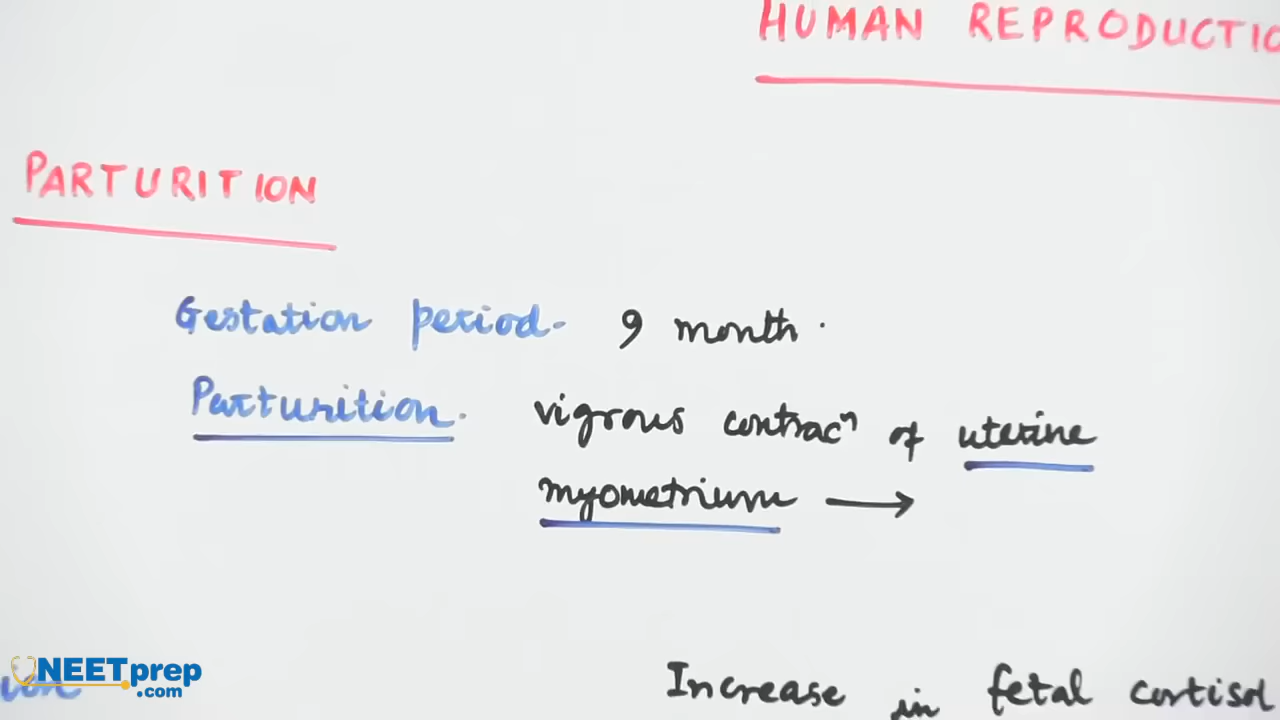 HUMAN REPRODUCTIO
PARTURITION
Gestation period. 9 month.
Parturition. vigrous contracⁿ of uterine
myometrium →
Increase in fetal cortisol
NEETprep
.com